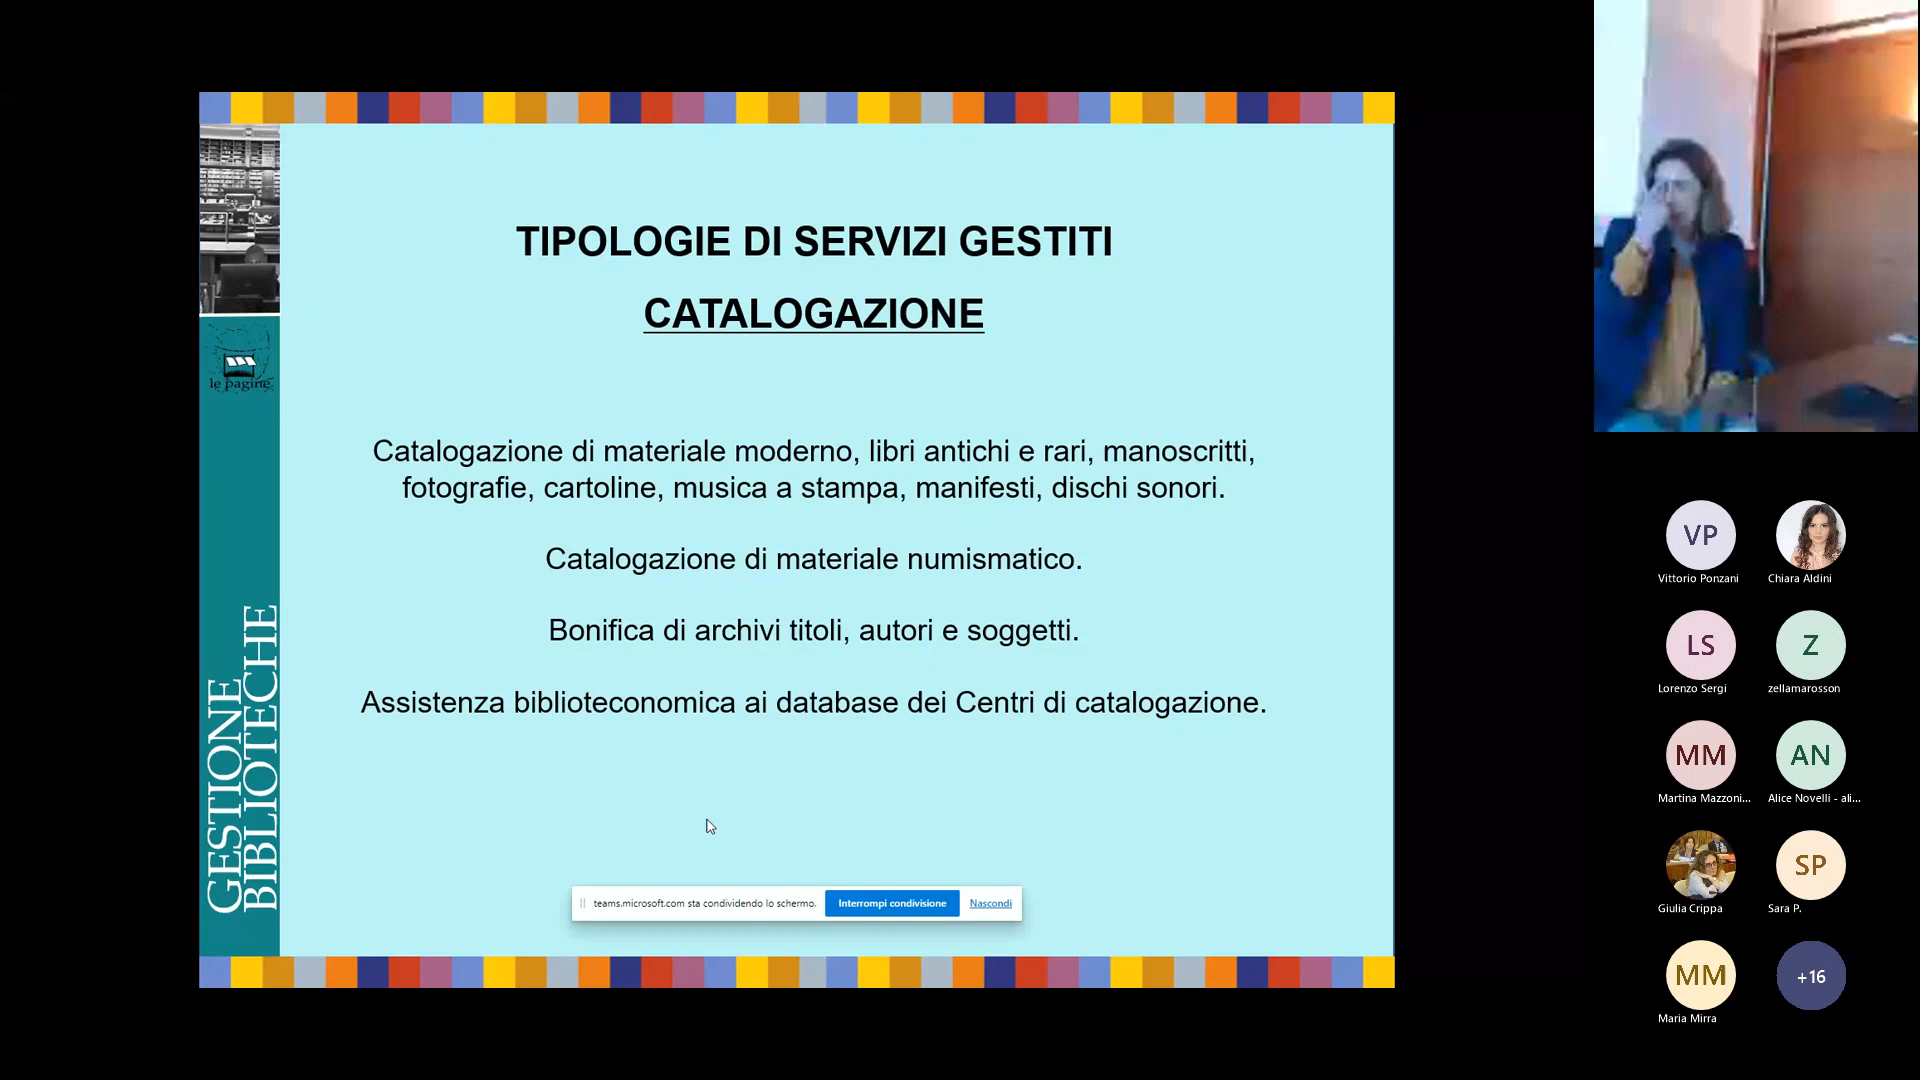 TIPOLOGIE DI SERVIZI GESTITI
CATALOGAZIONE
Catalogazione di materiale moderno, libri antichi e rari, manoscritti,
fotografie, cartoline, musica a stampa, manifesti, dischi sonori.
Catalogazione di materiale numismatico.
Bonifica di archivi titoli, autori e soggetti.
Assistenza biblioteconomica ai database dei Centri di catalogazione.
le pagine
GESTIONE
BIBLIOTECHE
teams.microsoft.com sta condividendo lo schermo.
Interrompi condivisione
Nascondi
VP
Vittorio Ponzani
Chiara Aldini
LS
Lorenzo Sergi
Z
zellamarosson
MM
Martina Mazzoni...
AN
Alice Novelli - ali...
Giulia Crippa
SP
Sara P.
MM
Maria Mirra
+16